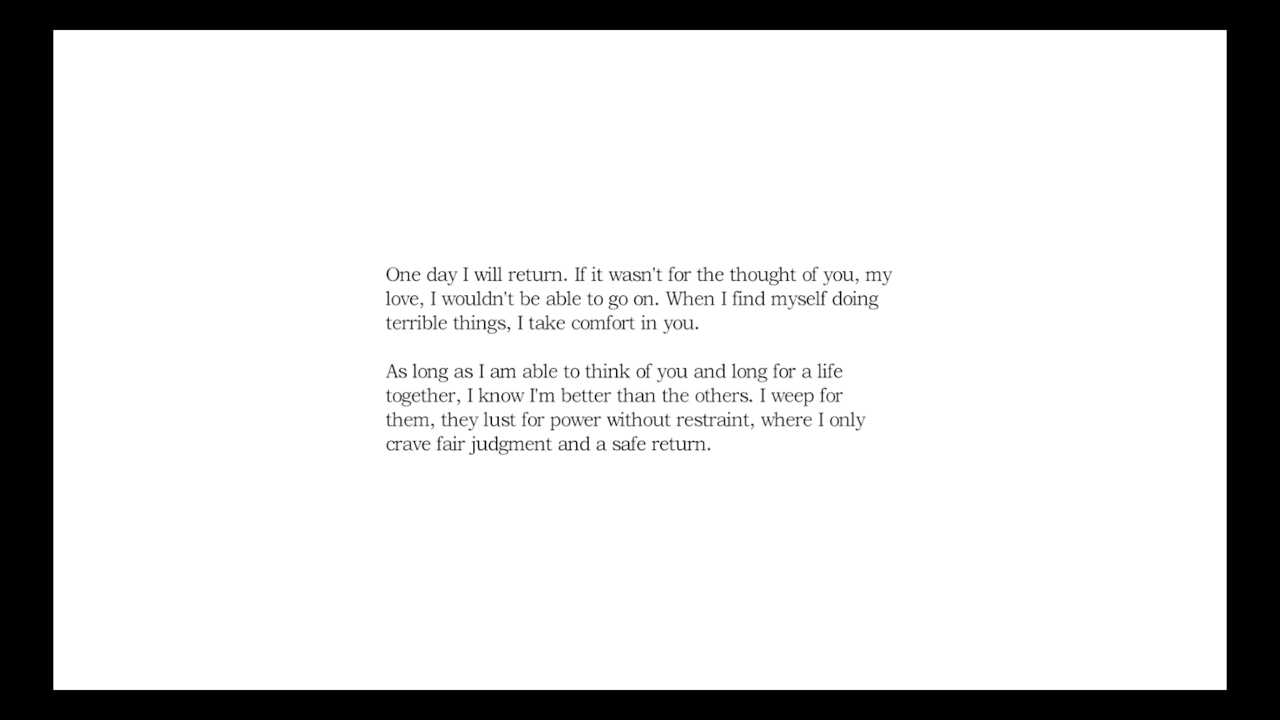 One day I will return. If it wasn't for the thought of you, my
love, I wouldn't be able to go on. When I find myself doing
terrible things, I take comfort in you.
As long as I am able to think of you and long for a life
together, I know I'm better than the others. I weep for
them, they lust for power without restraint, where I only
crave fair judgment and a safe return.